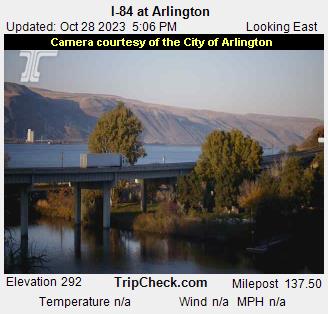 I-84 at Arlington
Updated: Oct 28 2023 5:06 PM Looking East
Camera courtesy of the City of Arlington
Elevation 292 TripCheck.com Milepost 137.50
Temperature n/a Wind n/a MPH n/a